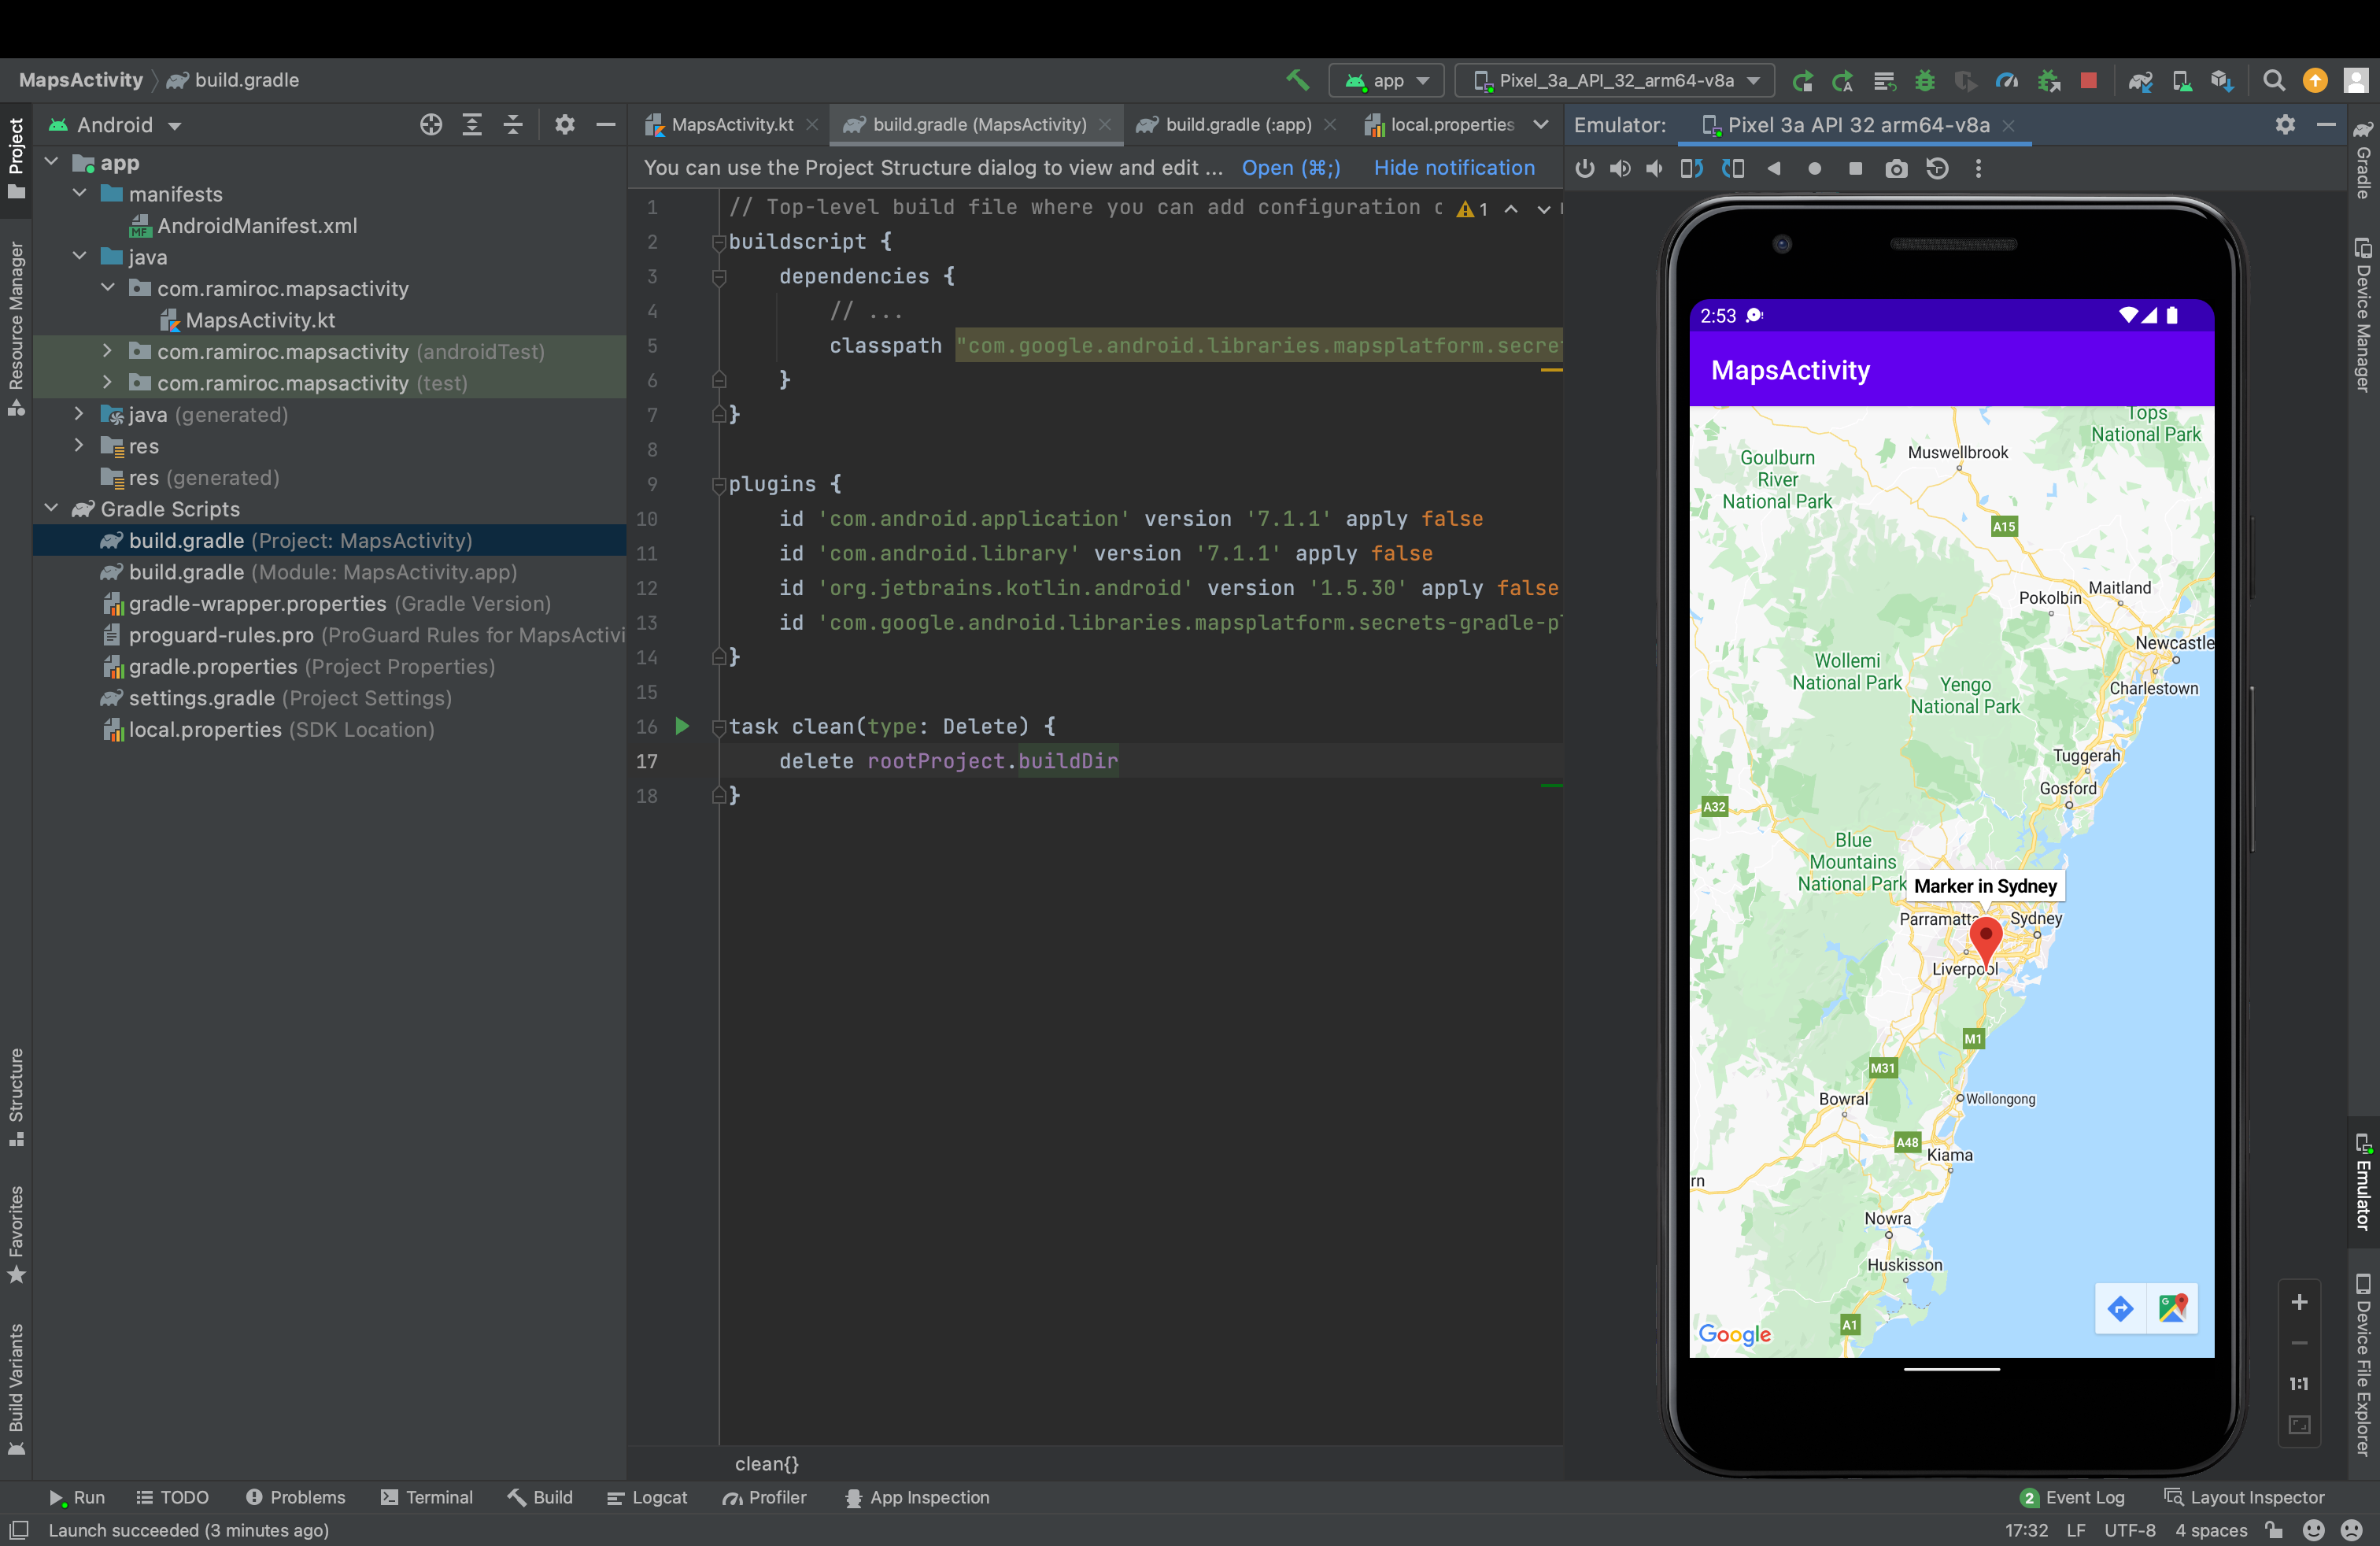 MapsActivity build.gradle
app
Pixel_3a_API_32_arm64-v8a
Project
Resource Manager
Structure
Favorites
Build Variants
Android
app
manifests
AndroidManifest.xml
java
com.ramiroc.mapsactivity
MapsActivity.kt
com.ramiroc.mapsactivity (androidTest)
com.ramiroc.mapsactivity (test)
java (generated)
res
res (generated)
Gradle Scripts
build.gradle (Project: MapsActivity)
build.gradle (Module: MapsActivity.app)
gradle-wrapper.properties (Gradle Version)
proguard-rules.pro (ProGuard Rules for MapsActivi
gradle.properties (Project Properties)
settings.gradle (Project Settings)
local.properties (SDK Location)
MapsActivity.kt
build.gradle (MapsActivity)
build.gradle (:app)
local.properties
You can use the Project Structure dialog to view and edit ... Open (⌘;) Hide notification
1 // Top-level build file where you can add configuration o
1
2 buildscript {
3 dependencies {
4 // ...
5 classpath "com.google.android.libraries.mapsplatform.secret
6 }
7 }
8
9 plugins {
10 id 'com.android.application' version '7.1.1' apply false
11 id 'com.android.library' version '7.1.1' apply false
12 id 'org.jetbrains.kotlin.android' version '1.5.30' apply false
13 id 'com.google.android.libraries.mapsplatform.secrets-gradle-pl
14 }
15
16 task clean(type: Delete) {
17 delete rootProject.buildDir
18 }
clean{}
Emulator: Pixel 3a API 32 arm64-v8a
2:53
MapsActivity
Tops
National Park
Muswellbrook
Goulburn
River
National Park
A15
Maitland
Pokolbin
Newcastle
Wollemi
National Park
Yengo
National Park
Charlestown
Tuggerah
Gosford
A32
Blue
Mountains
National Park
Marker in Sydney
Parramatta
Sydney
Liverpool
M1
M31
Bowral
Wollongong
A48
Kiama
rn
Nowra
Huskisson
A1
Google
1:1
Gradle
Device Manager
Emulator
Device File Explorer
Run
TODO
Problems
Terminal
Build
Logcat
Profiler
App Inspection
2 Event Log
Layout Inspector
Launch succeeded (3 minutes ago)
17:32 LF UTF-8 4 spaces